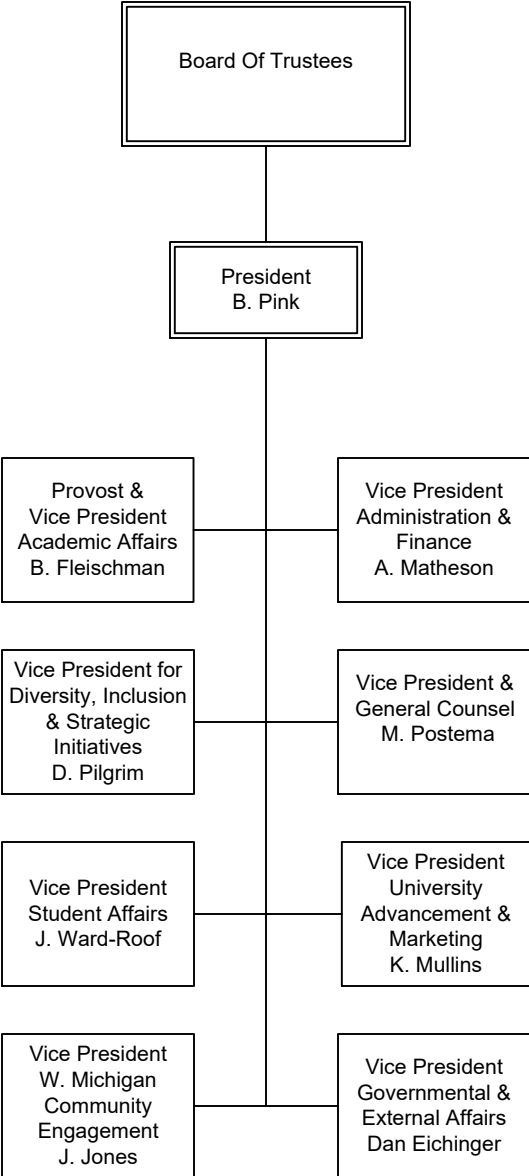 Board Of Trustees
President
B. Pink
Provost &
Vice President
Academic Affairs
B. Fleischman
Vice President
Administration &
Finance
A. Matheson
Vice President for
Diversity, Inclusion
& Strategic
Initiatives
D. Pilgrim
Vice President &
General Counsel
M. Postema
Vice President
Student Affairs
J. Ward-Roof
Vice President
University
Advancement &
Marketing
K. Mullins
Vice President
W. Michigan
Community
Engagement
J. Jones
Vice President
Governmental &
External Affairs
Dan Eichinger